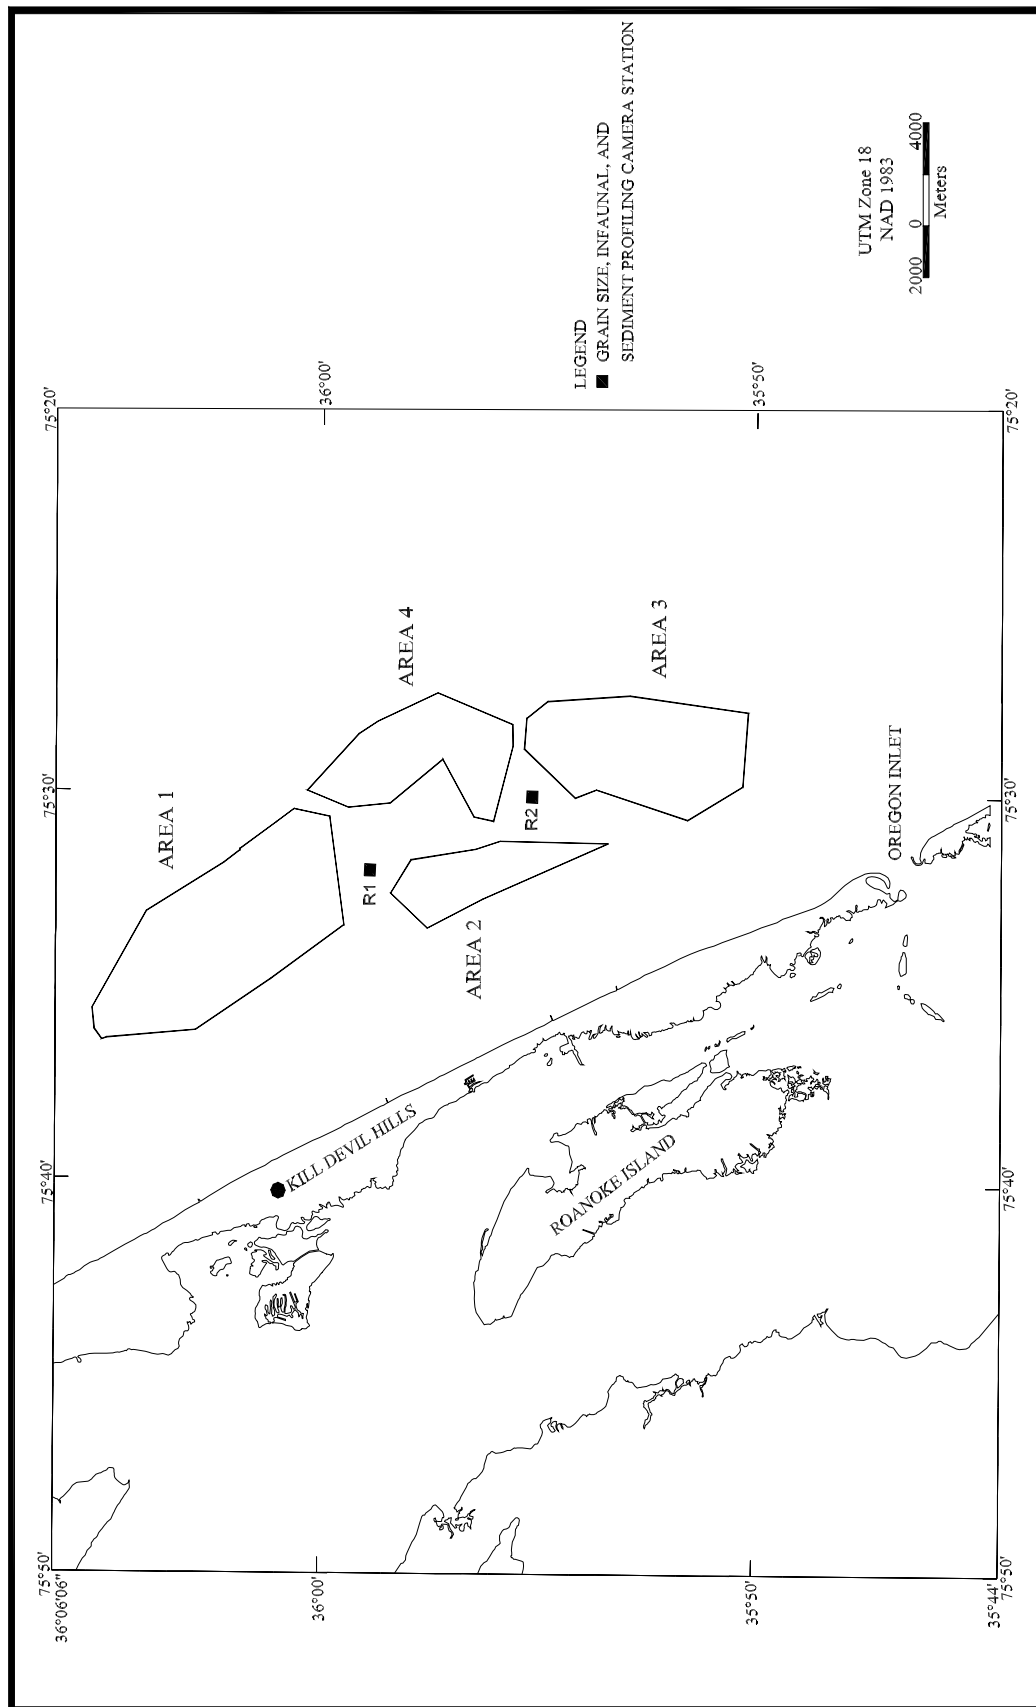 75°50'
75°40'
75°30'
75°20'
36°06'06"
36°00'
36°00'
35°50'
35°50'
35°44'
75°50'
75°40'
75°30'
75°20'
AREA 1
AREA 4
R1
AREA 2
R2
AREA 3
KILL DEVIL HILLS
ROANOKE ISLAND
OREGON INLET
LEGEND
GRAIN SIZE, INFAUNAL, AND
SEDIMENT PROFILING CAMERA STATION
UTM Zone 18
NAD 1983
2000 0 4000
Meters